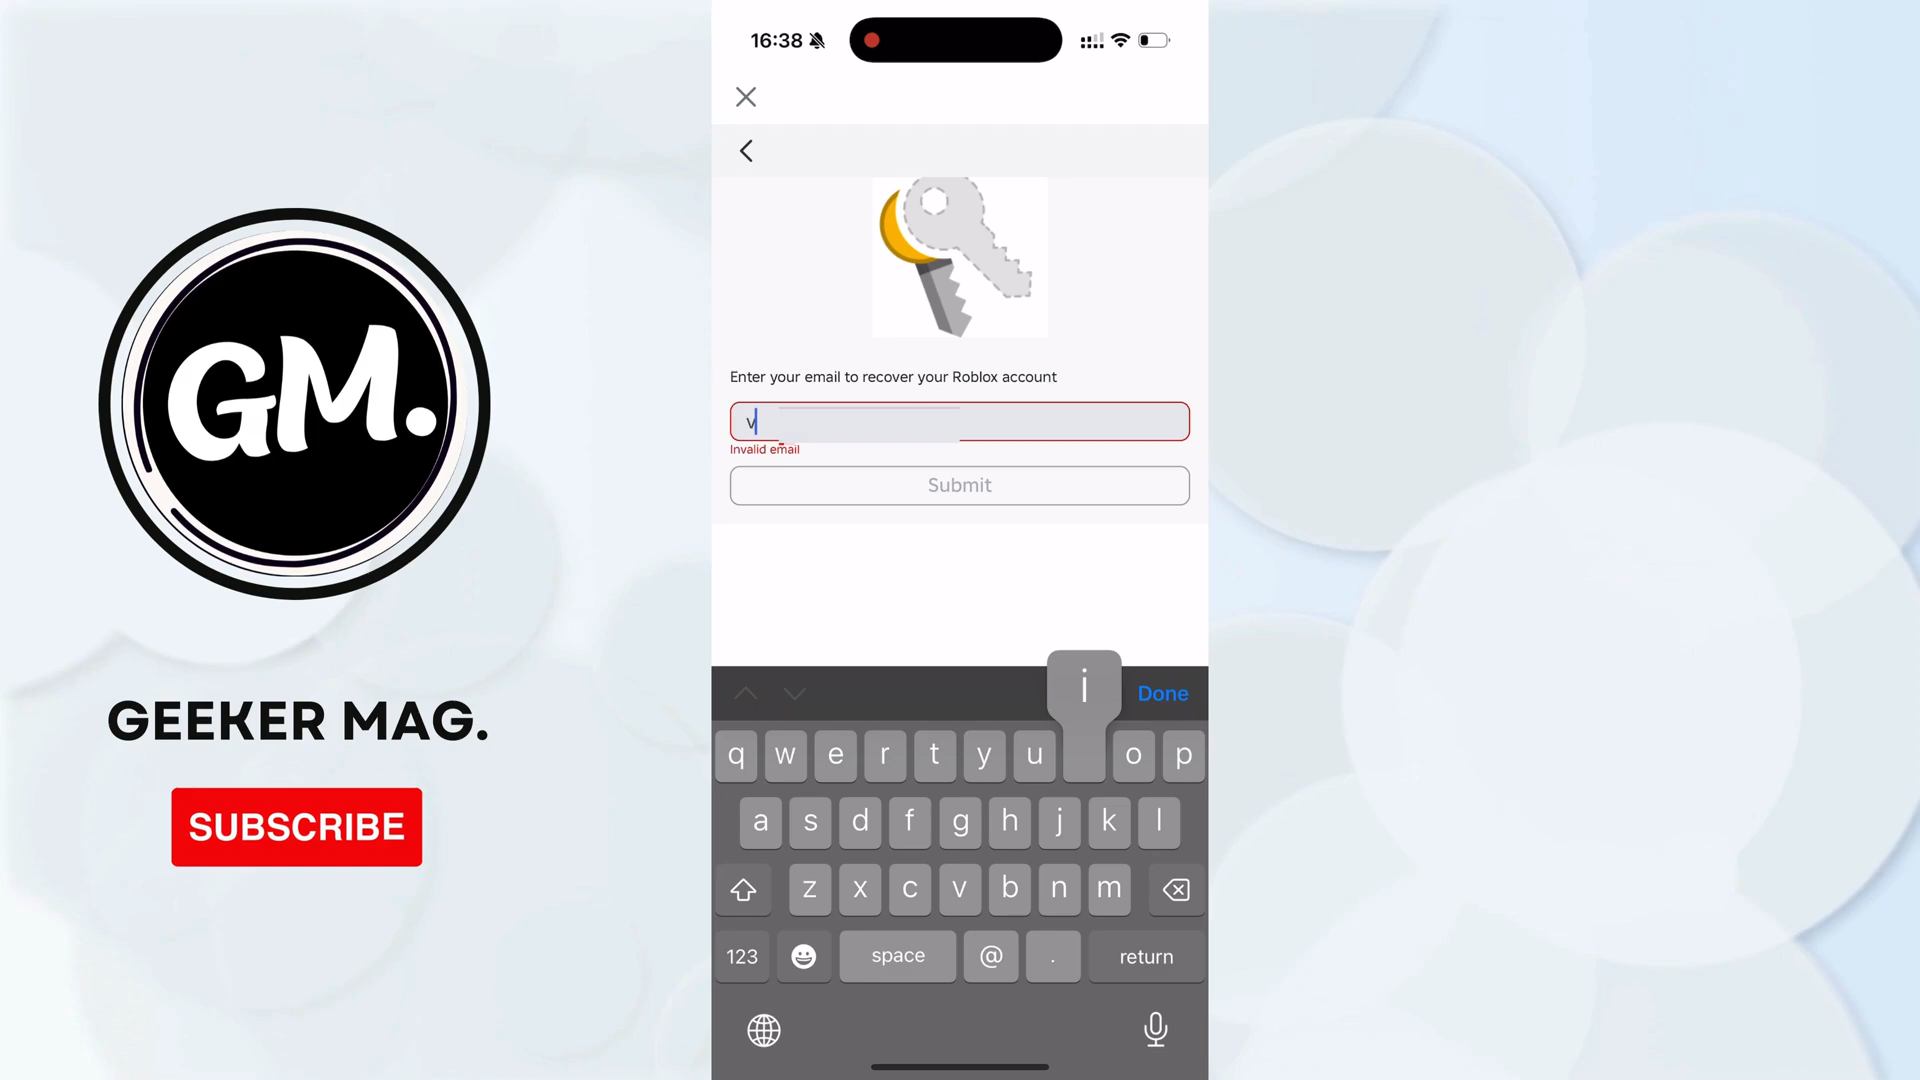 16:38
GM.
GEEKER MAG.
SUBSCRIBE
Enter your email to recover your Roblox account
v
Invalid email
Submit
i
Done
q w e r t y u o p
a s d f g h j k l
z x c v b n m
123 space @ . return